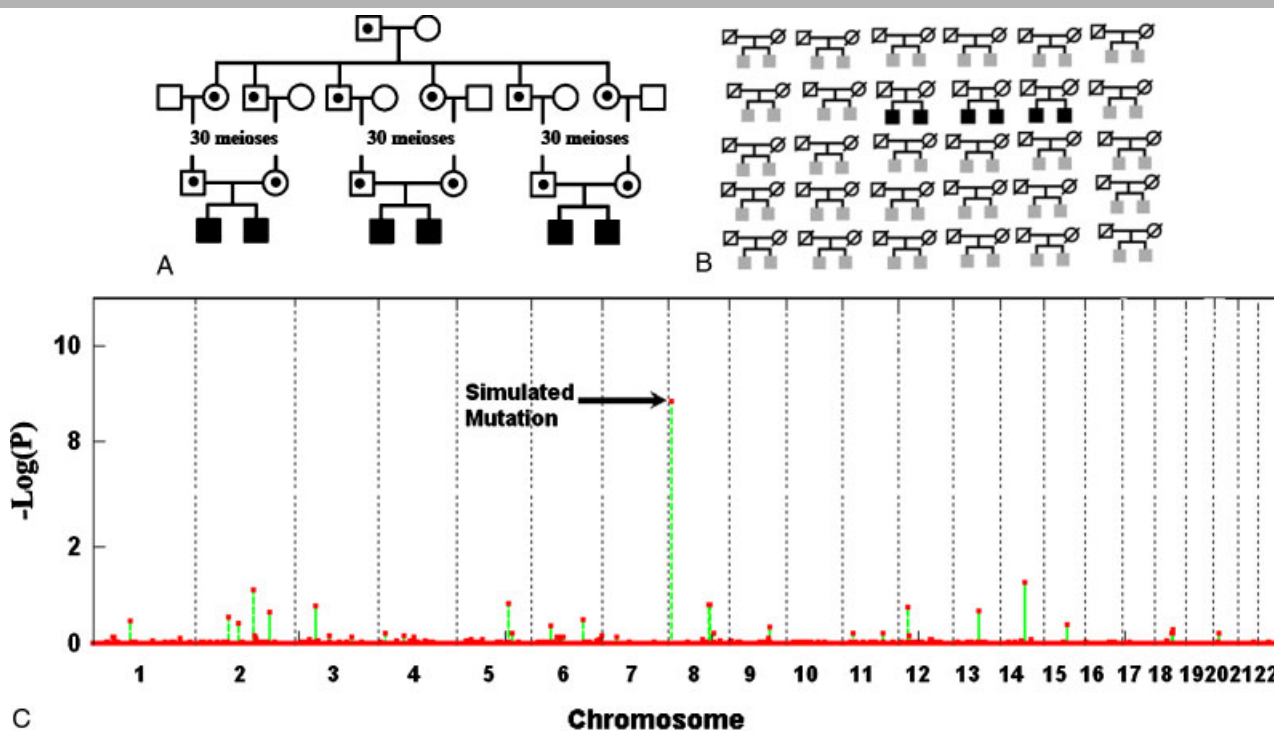 30 meioses 30 meioses 30 meioses
A
B
10
8
2
0
-Log(P)
Simulated
Mutation
1 2 3 4 5 6 7 8 9 10 11 12 13 14 15 16 17 18 19 20 21 22
C
Chromosome